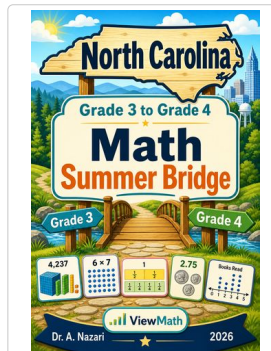 North Carolina
Grade 3 to Grade 4
Math
Summer Bridge
Grade 3
Grade 4
4,237
6 × 7
1
2.75
Books Read
ViewMath
Dr. A. Nazari
2026